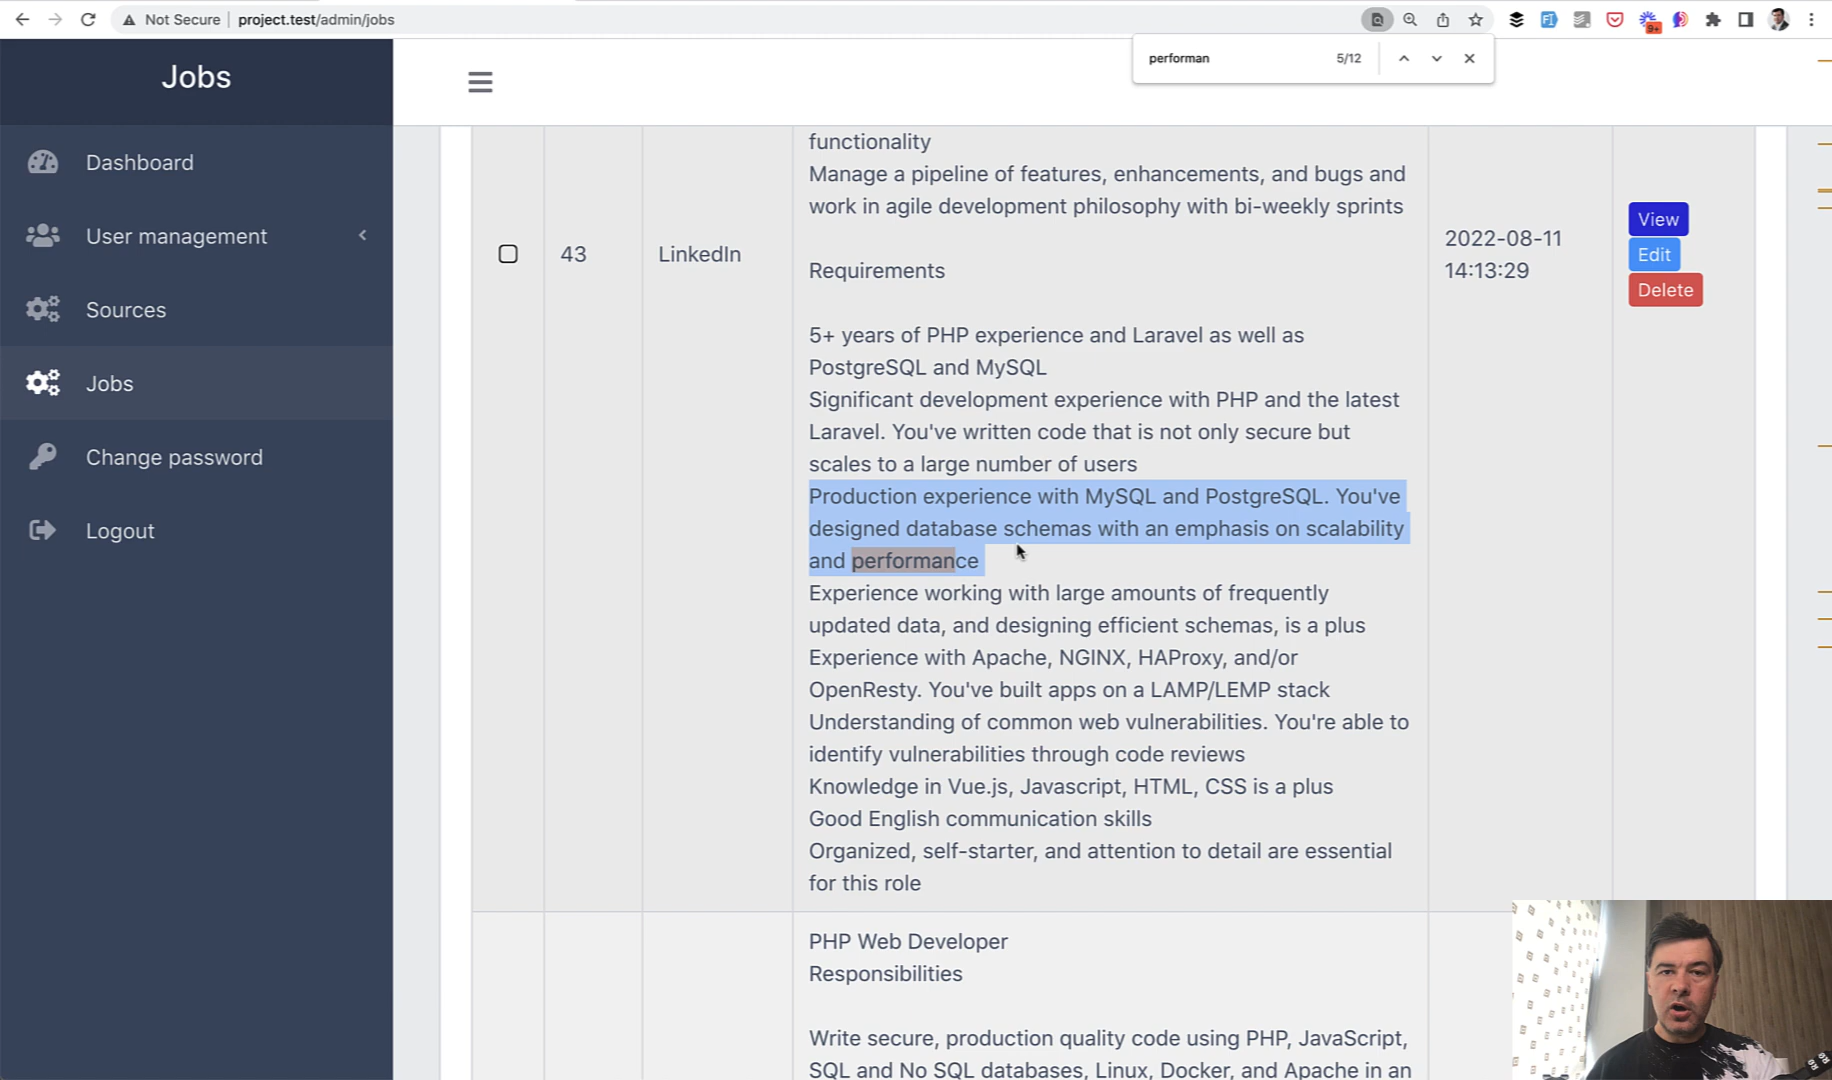 Not Secure
project.test/admin/jobs
performan
5/12
Jobs
Dashboard
User management
Sources
Jobs
Change password
Logout
functionality
Manage a pipeline of features, enhancements, and bugs and
work in agile development philosophy with bi-weekly sprints
43
LinkedIn
2022-08-11
14:13:29
View
Edit
Delete
Requirements
5+ years of PHP experience and Laravel as well as
PostgreSQL and MySQL
Significant development experience with PHP and the latest
Laravel. You've written code that is not only secure but
scales to a large number of users
Production experience with MySQL and PostgreSQL. You've
designed database schemas with an emphasis on scalability
and performance
Experience working with large amounts of frequently
updated data, and designing efficient schemas, is a plus
Experience with Apache, NGINX, HAProxy, and/or
OpenResty. You've built apps on a LAMP/LEMP stack
Understanding of common web vulnerabilities. You're able to
identify vulnerabilities through code reviews
Knowledge in Vue.js, Javascript, HTML, CSS is a plus
Good English communication skills
Organized, self-starter, and attention to detail are essential
for this role
PHP Web Developer
Responsibilities
Write secure, production quality code using PHP, JavaScript,
SQL and No SQL databases, Linux, Docker, and Apache in an